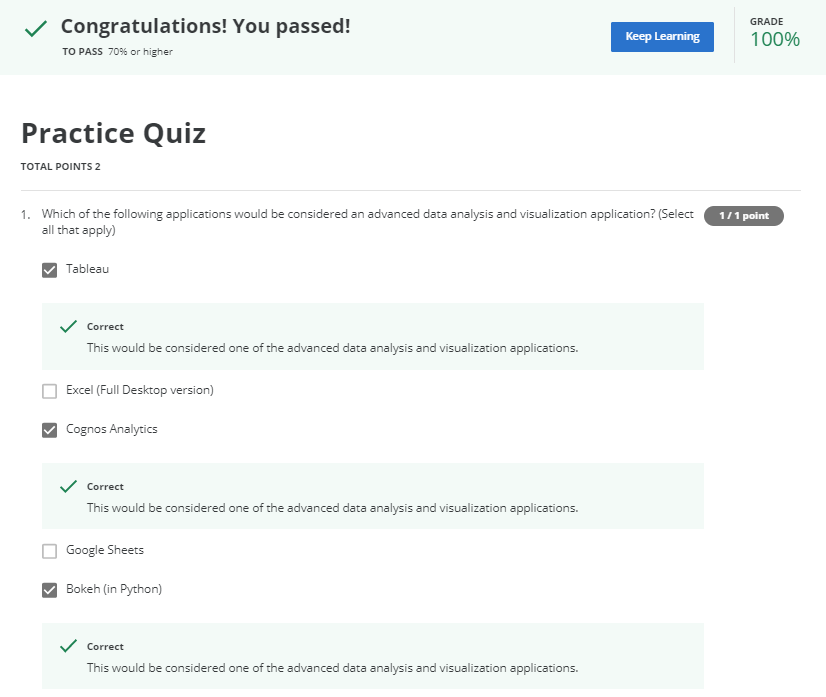 Congratulations! You passed!
TO PASS 70% or higher
Keep Learning
GRADE
100%
Practice Quiz
TOTAL POINTS 2
1. Which of the following applications would be considered an advanced data analysis and visualization application? (Select
all that apply)
1 / 1 point
Tableau
Correct
This would be considered one of the advanced data analysis and visualization applications.
Excel (Full Desktop version)
Cognos Analytics
Correct
This would be considered one of the advanced data analysis and visualization applications.
Google Sheets
Bokeh (in Python)
Correct
This would be considered one of the advanced data analysis and visualization applications.